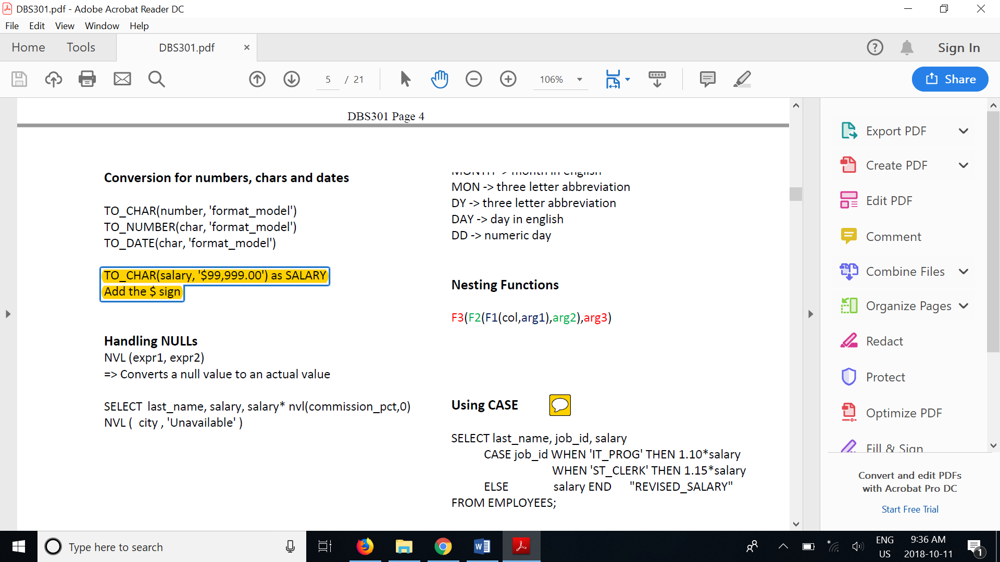 DBS301.pdf - Adobe Acrobat Reader DC
File Edit View Window Help
Home Tools DBS301.pdf × Sign In
5 / 21 106% Share
DBS301 Page 4
Conversion for numbers, chars and dates
TO_CHAR(number, 'format_model')
TO_NUMBER(char, 'format_model')
TO_DATE(char, 'format_model')
TO_CHAR(salary, '$99,999.00') as SALARY
Add the $ sign
Handling NULLs
NVL (expr1, expr2)
=> Converts a null value to an actual value
SELECT last_name, salary, salary* nvl(commission_pct,0)
NVL ( city , 'Unavailable' )
MONTH -> month in english
MON -> three letter abbreviation
DY -> three letter abbreviation
DAY -> day in english
DD -> numeric day
Nesting Functions
F3(F2(F1(col,arg1),arg2),arg3)
Using CASE
SELECT last_name, job_id, salary
CASE job_id WHEN 'IT_PROG' THEN 1.10*salary
WHEN 'ST_CLERK' THEN 1.15*salary
ELSE salary END "REVISED_SALARY"
FROM EMPLOYEES;
Export PDF
Create PDF
Edit PDF
Comment
Combine Files
Organize Pages
Redact
Protect
Optimize PDF
Fill & Sign
Convert and edit PDFs
with Acrobat Pro DC
Start Free Trial
Type here to search
ENG
US
9:36 AM
2018-10-11
1